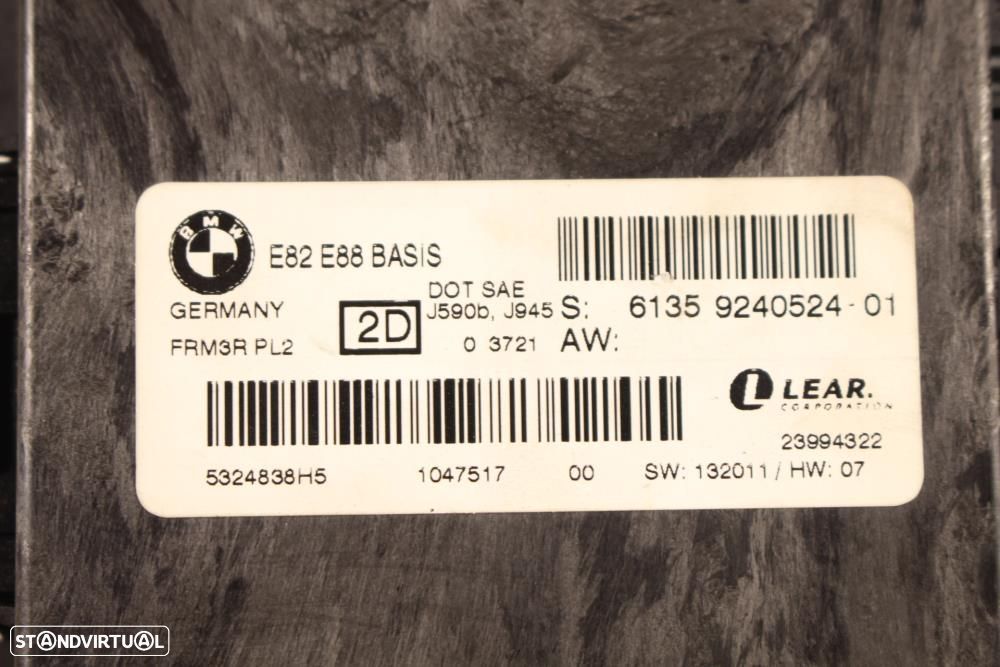 BMW
E82 E88 BASIS
GERMANY
DOT SAE
J590b, J945
S: 6135 9240524-01
FRM3R PL2
2D
0 3721
AW:
LEAR.
CORPORATION
23994322
5324838H5 1047517 00 SW: 132011 / HW: 07
STANDVIRTUAL